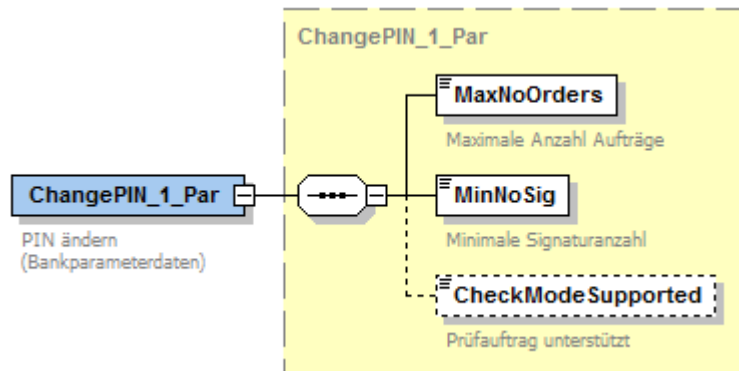 ChangePIN_1_Par
MaxNoOrders
Maximale Anzahl Aufträge
ChangePIN_1_Par
PIN ändern
(Bankparameterdaten)
MinNoSig
Minimale Signaturanzahl
CheckModeSupported
Prüfauftrag unterstützt